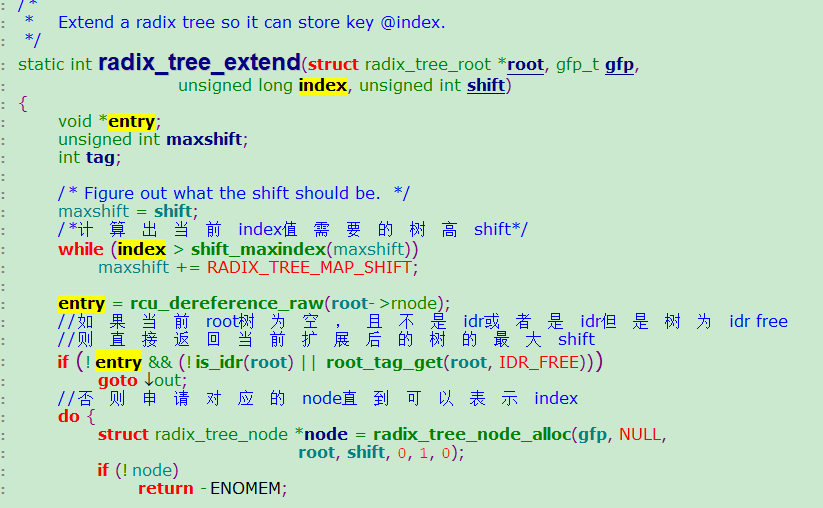 /*
 *    Extend a radix tree so it can store key @index.
 */
static int radix_tree_extend(struct radix_tree_root *root, gfp_t gfp,
unsigned long index, unsigned int shift)
{
void *entry;
unsigned int maxshift;
int tag;
/* Figure out what the shift should be.  */
maxshift = shift;
/*计算出当前 index值需要的树高 shift*/
while (index > shift_maxindex(maxshift))
maxshift += RADIX_TREE_MAP_SHIFT;
entry = rcu_dereference_raw(root->rnode);
//如果当前 root树为空，且不是 idr或者是 idr但是树为 idr free
//则直接返回当前扩展后的树的最大 shift
if (!entry && (!is_idr(root) || root_tag_get(root, IDR_FREE)))
goto ↓out;
//否则申请对应的 node直到可以表示 index
do {
struct radix_tree_node *node = radix_tree_node_alloc(gfp, NULL,
root, shift, 0, 1, 0);
if (!node)
return -ENOMEM;